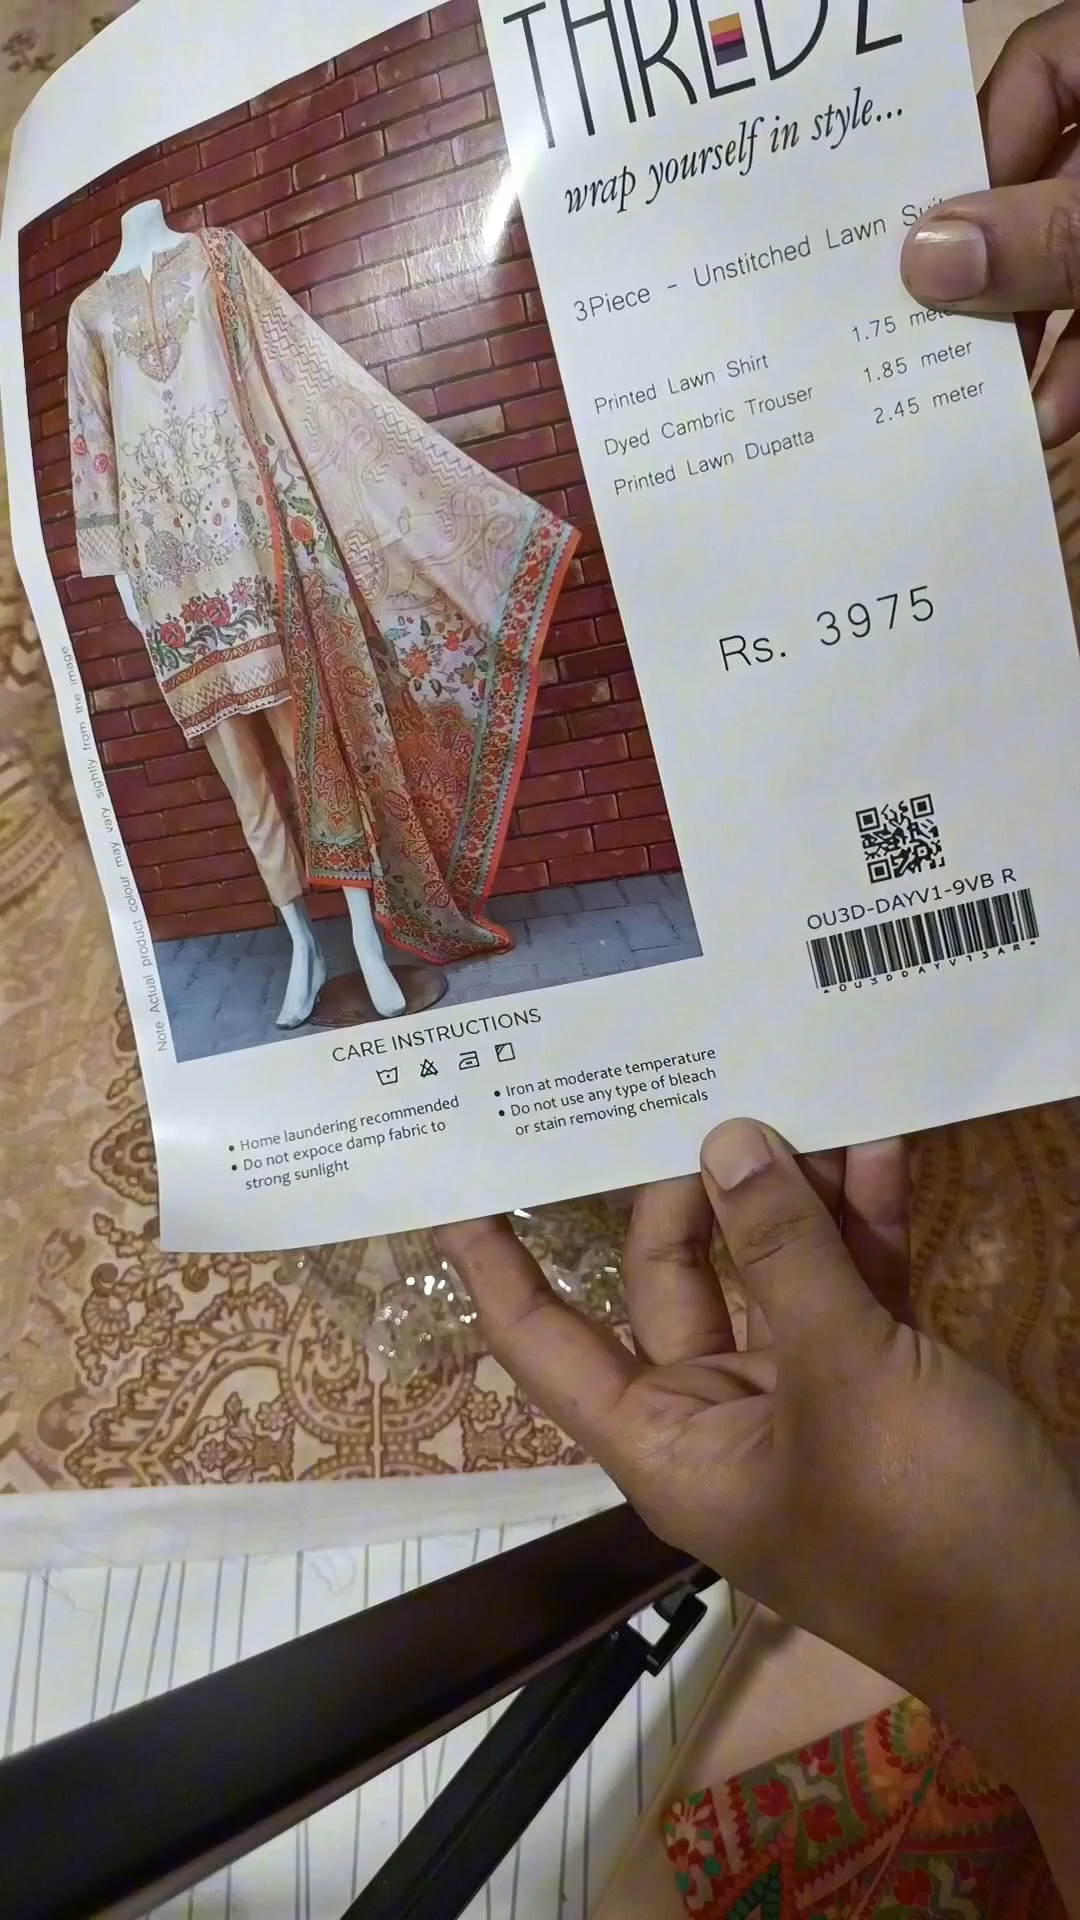 THREDZ
wrap yourself in style...
3Piece - Unstitched Lawn
Printed Lawn Shirt 1.75
Dyed Cambric Trouser 1.85 meter
Printed Lawn Dupatta 2.45 meter
Rs. 3975
OU3D-DAYV1-9VB R
Note Actual product colour may vary sightly from the image
CARE INSTRUCTIONS
• Home laundering recommended
• Do not expoce damp fabric to
strong sunlight
• Iron at moderate temperature
• Do not use any type of bleach
or stain removing chemicals